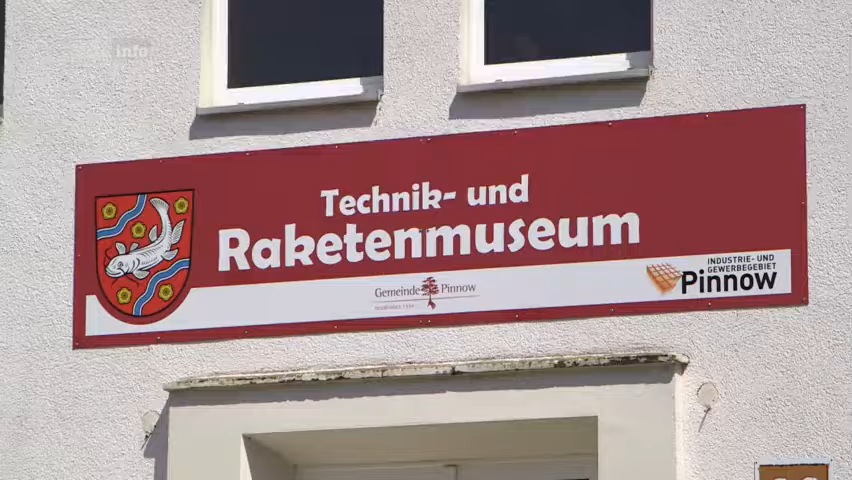 info
Technik- und
Raketenmuseum
Gemeinde Pinnow
INDUSTRIE- UND
GEWERBEGEBIET
Pinnow